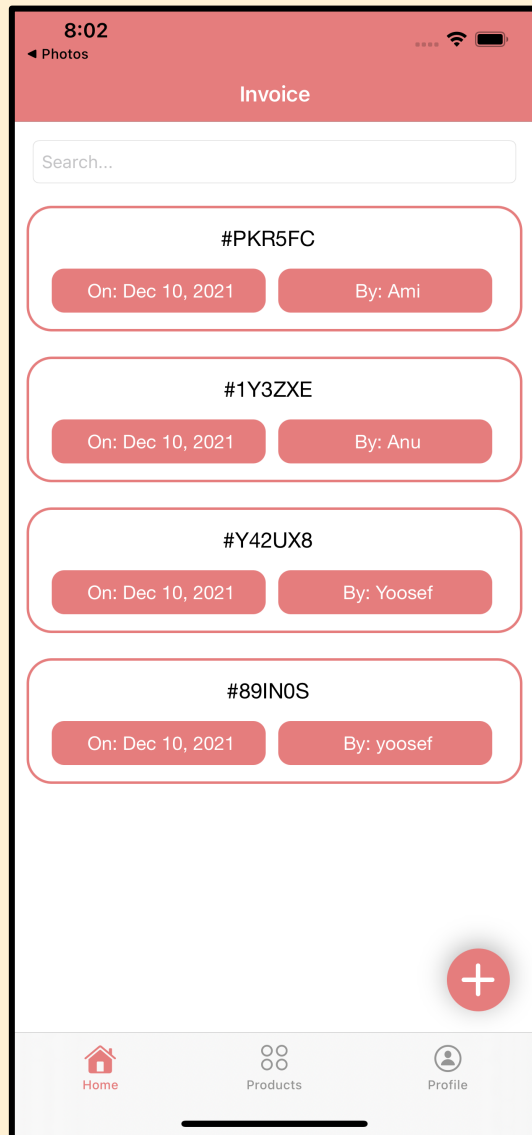 8:02
◀ Photos
Invoice
Search...
#PKR5FC
On: Dec 10, 2021 By: Ami
#1Y3ZXE
On: Dec 10, 2021 By: Anu
#Y42UX8
On: Dec 10, 2021 By: Yoosef
#89IN0S
On: Dec 10, 2021 By: yoosef
Home Products Profile